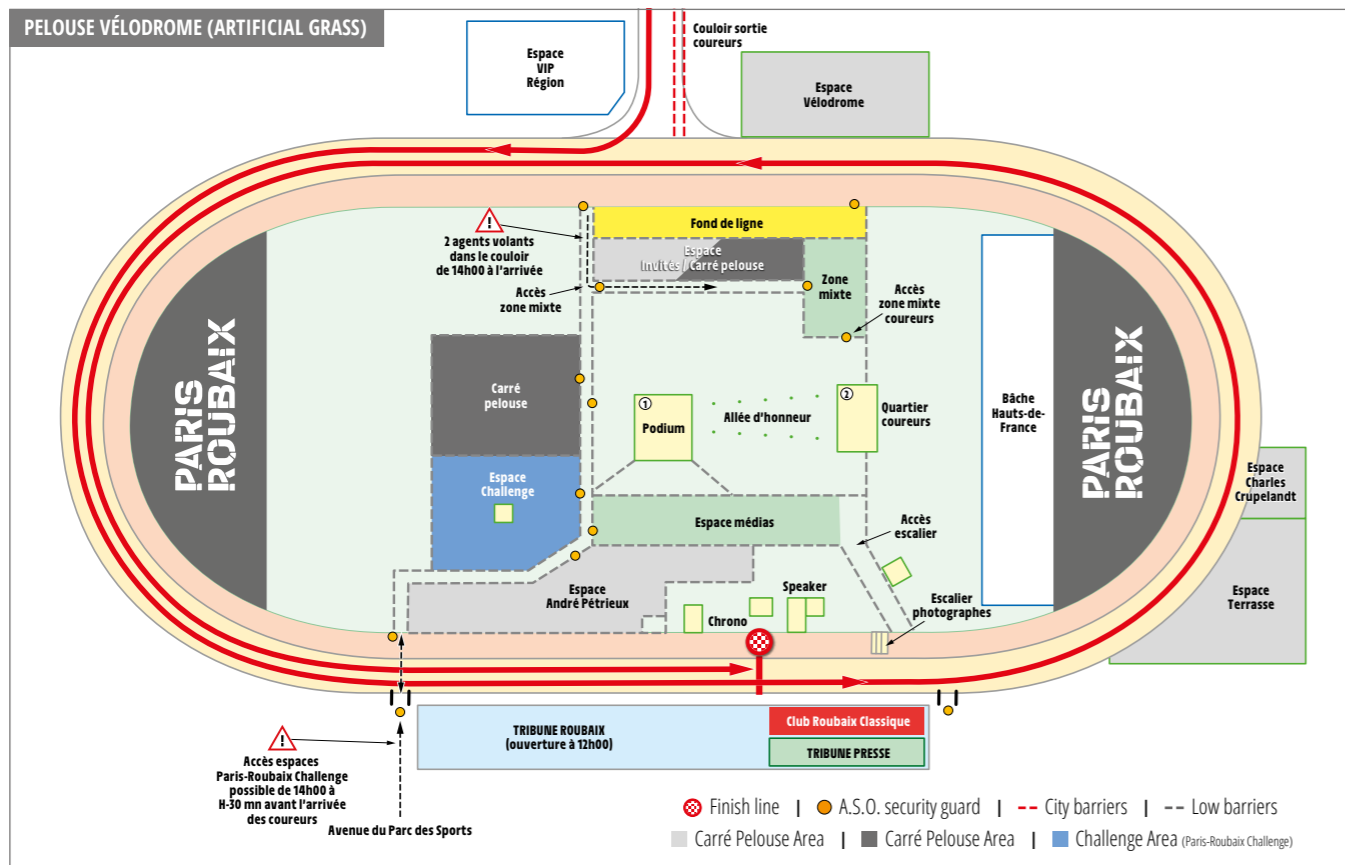 PELOUSE VÉLODROME (ARTIFICIAL GRASS)
Couloir sortie
coureurs
Espace
VIP
Région
Espace
Vélodrome
Fond de ligne
2 agents volants
dans le couloir
de 14h00 à l'arrivée
Espace
Invités / Carré pelouse
Zone
mixte
Accès
zone mixte
Accès
zone mixte
coureurs
PARIS
ROUBAIX
Carré
pelouse
1
Podium
Allée d'honneur
2
Quartier
coureurs
Bâche
Hauts-de-
France
PARIS
ROUBAIX
Espace
Challenge
Espace médias
Accès
escalier
Espace
Charles
Crupelandt
Espace
André Pétrieux
Chrono
Speaker
Escalier
photographes
Espace
Terrasse
TRIBUNE ROUBAIX
(ouverture à 12h00)
Club Roubaix Classique
TRIBUNE PRESSE
!
!
Accès espaces
Paris-Roubaix Challenge
possible de 14h00 à
H-30 mn avant l'arrivée
des coureurs
Avenue du Parc des Sports
Finish line | A.S.O. security guard | City barriers | Low barriers
Carré Pelouse Area | Carré Pelouse Area | Challenge Area (Paris-Roubaix Challenge)